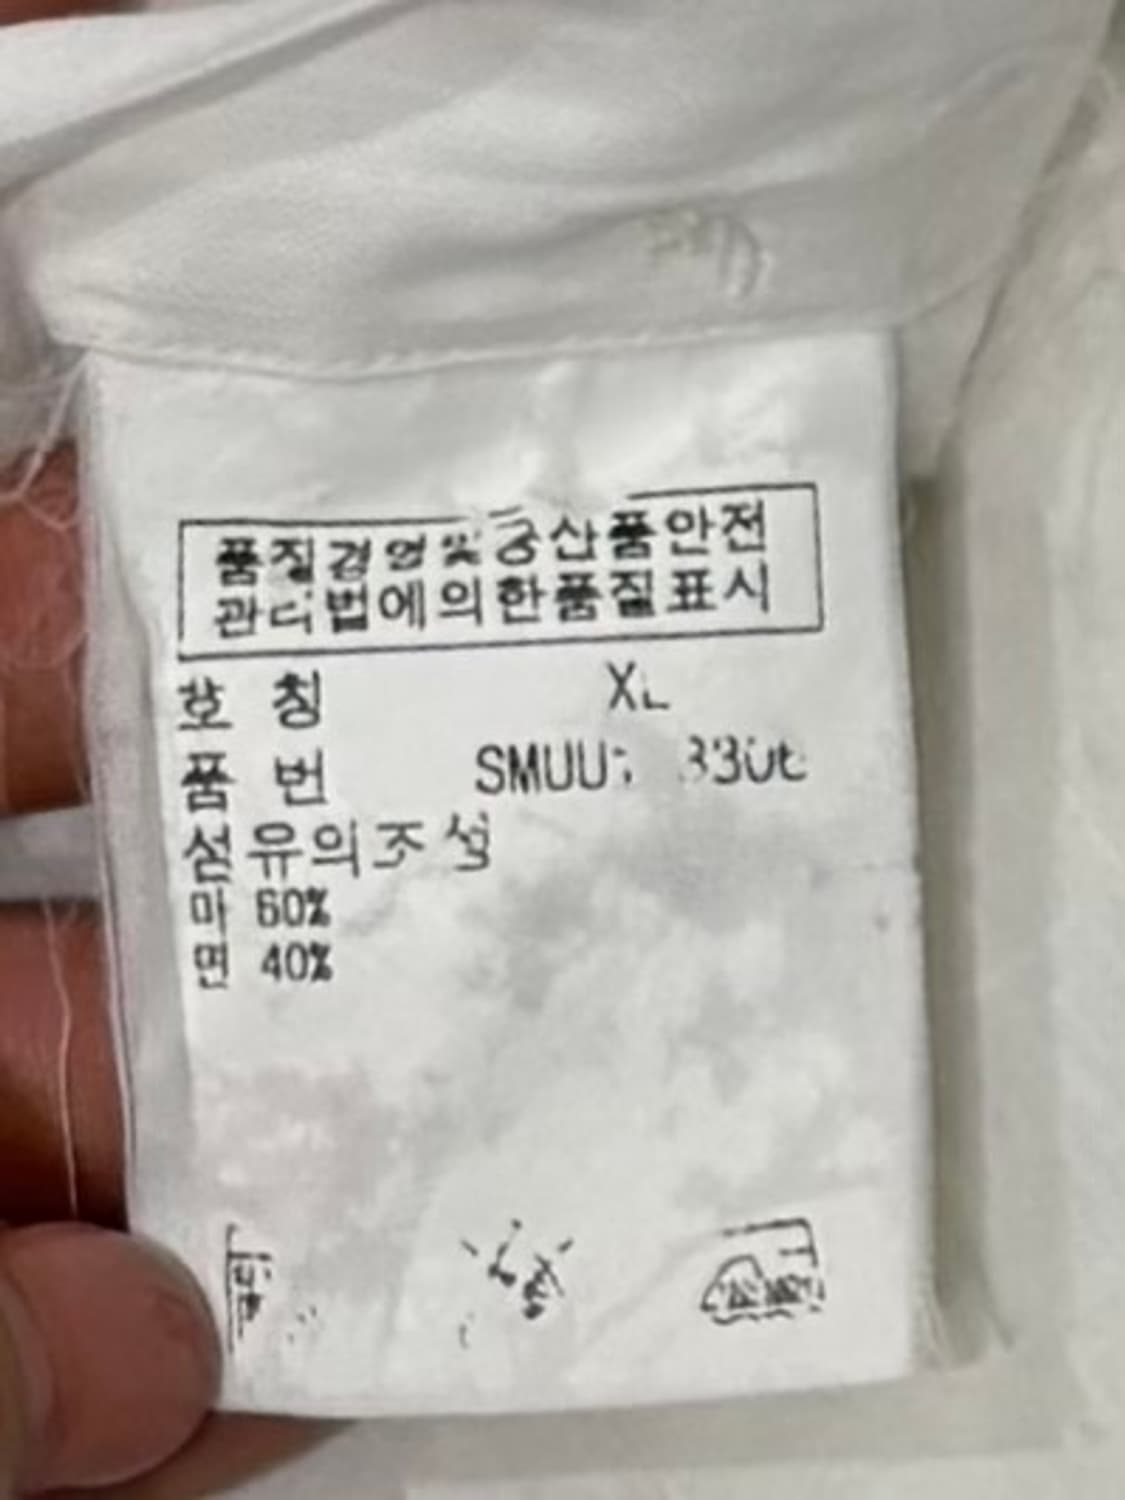 품질경영및공산품안전
관리법에의한품질표시
호 칭 XL
품 번
섬유의조성
마 60%
면 40%